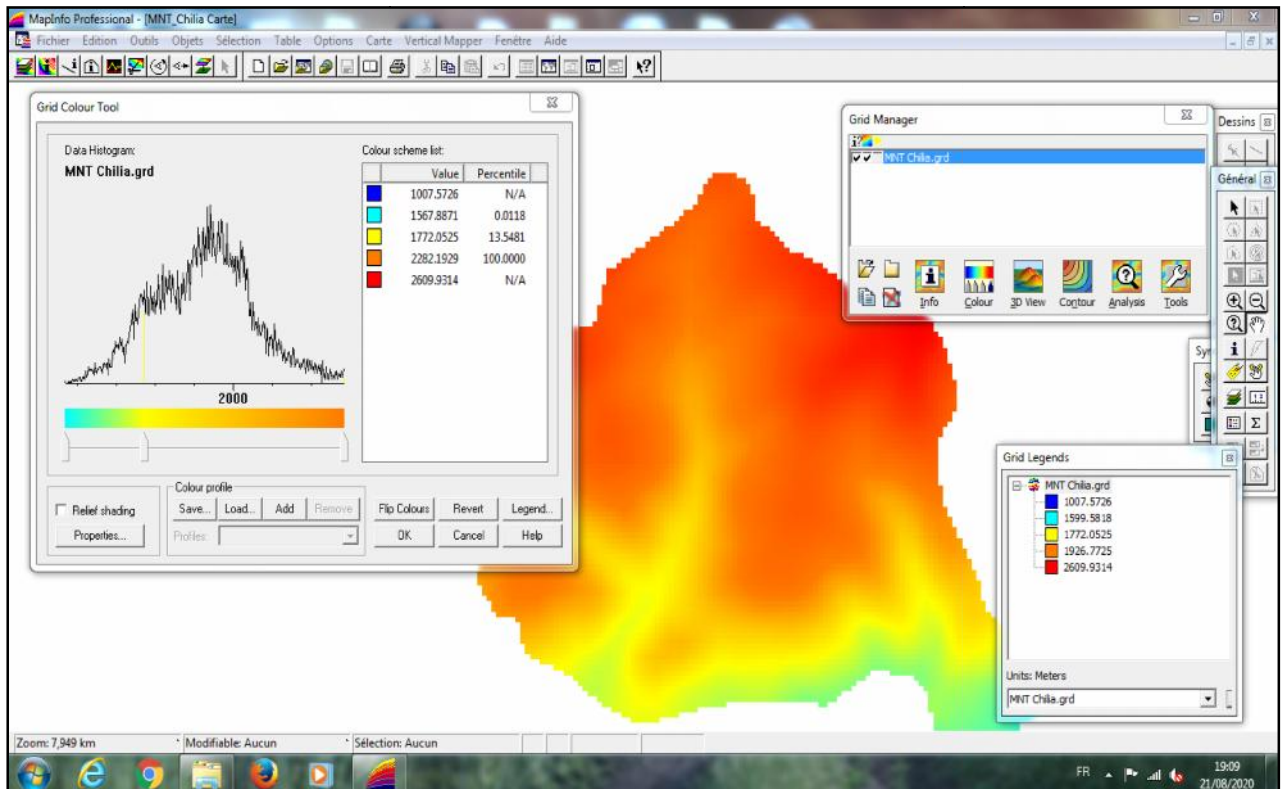 MapInfo Professional - [MNT_Chilia Carte]
Fichier Edition Outils Objets Sélection Table Options Carte Vertical Mapper Fenêtre Aide
Grid Colour Tool
Data Histogram:
MNT Chilia.grd
2000
Colour scheme list:
Value Percentile
1007.5726 N/A
1567.8871 0.0118
1772.0525 13.5481
2282.1929 100.0000
2609.9314 N/A
Relief shading
Properties...
Colour profile
Save... Load... Add Remove
Profiles:
Flip Colours Revert Legend...
OK Cancel Help
Grid Manager
MNT Chilia.grd
Info Colour 3D View Contour Analysis Tools
Dessins
Général
Grid Legends
MNT Chilia.grd
1007.5726
1599.5818
1772.0525
1926.7725
2609.9314
Units: Meters
MNT Chilia.grd
Zoom: 7,949 km Modifiable: Aucun Sélection: Aucun
FR 19:09
21/08/2020